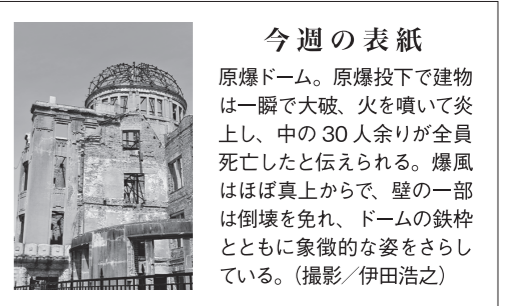 今週の表紙
原爆ドーム。原爆投下で建物
は一瞬で大破、火を噴いて炎
上し、中の30人余りが全員
死亡したと伝えられる。爆風
はほぼ真上からで、壁の一部
は倒壊を免れ、ドームの鉄枠
とともに象徴的な姿をさらし
ている。（撮影／伊田浩之）